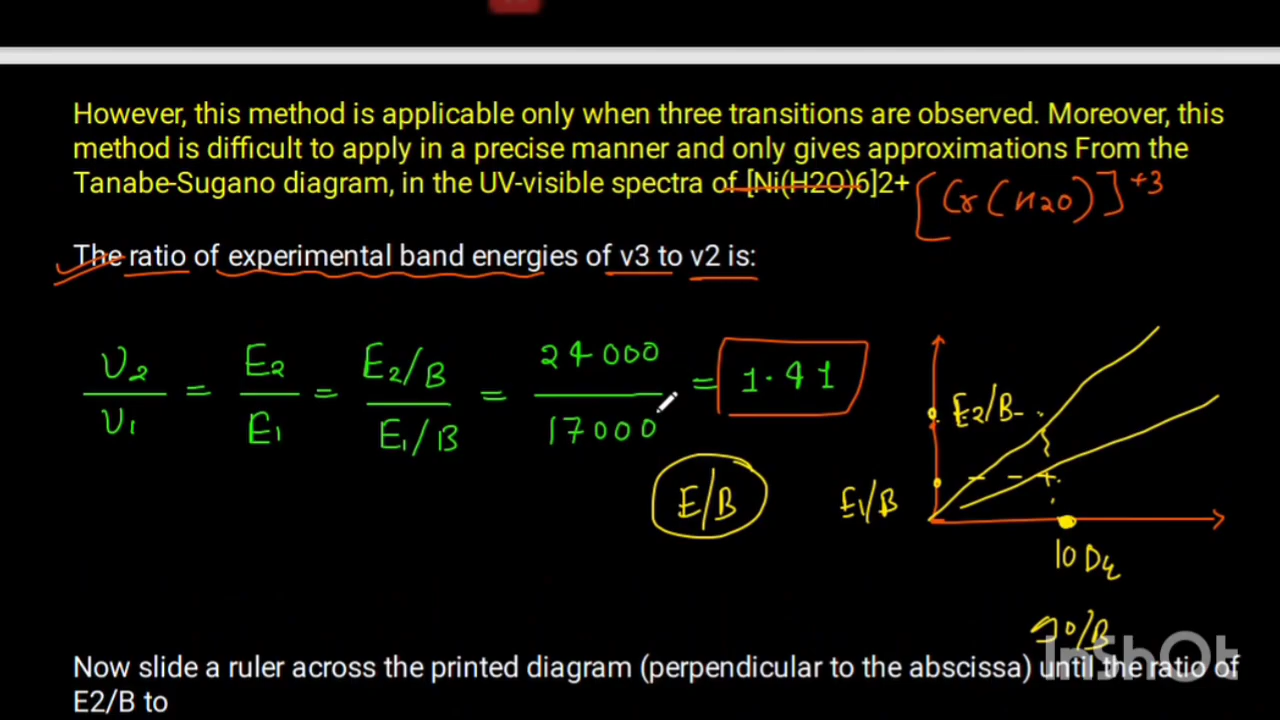 However, this method is applicable only when three transitions are observed. Moreover, this
method is difficult to apply in a precise manner and only gives approximations From the
Tanabe-Sugano diagram, in the UV-visible spectra of [Ni(H2O)6]2+ [Cr(H2O)]+3
The ratio of experimental band energies of v3 to v2 is:
υ2/υ1 = E2/E1 = E2/B / E1/B = 24000/17000 = 1.41
E2/B
E/B
E1/B
10 Dq
InShOt
Now slide a ruler across the printed diagram (perpendicular to the abscissa) until the ratio of
E2/B to